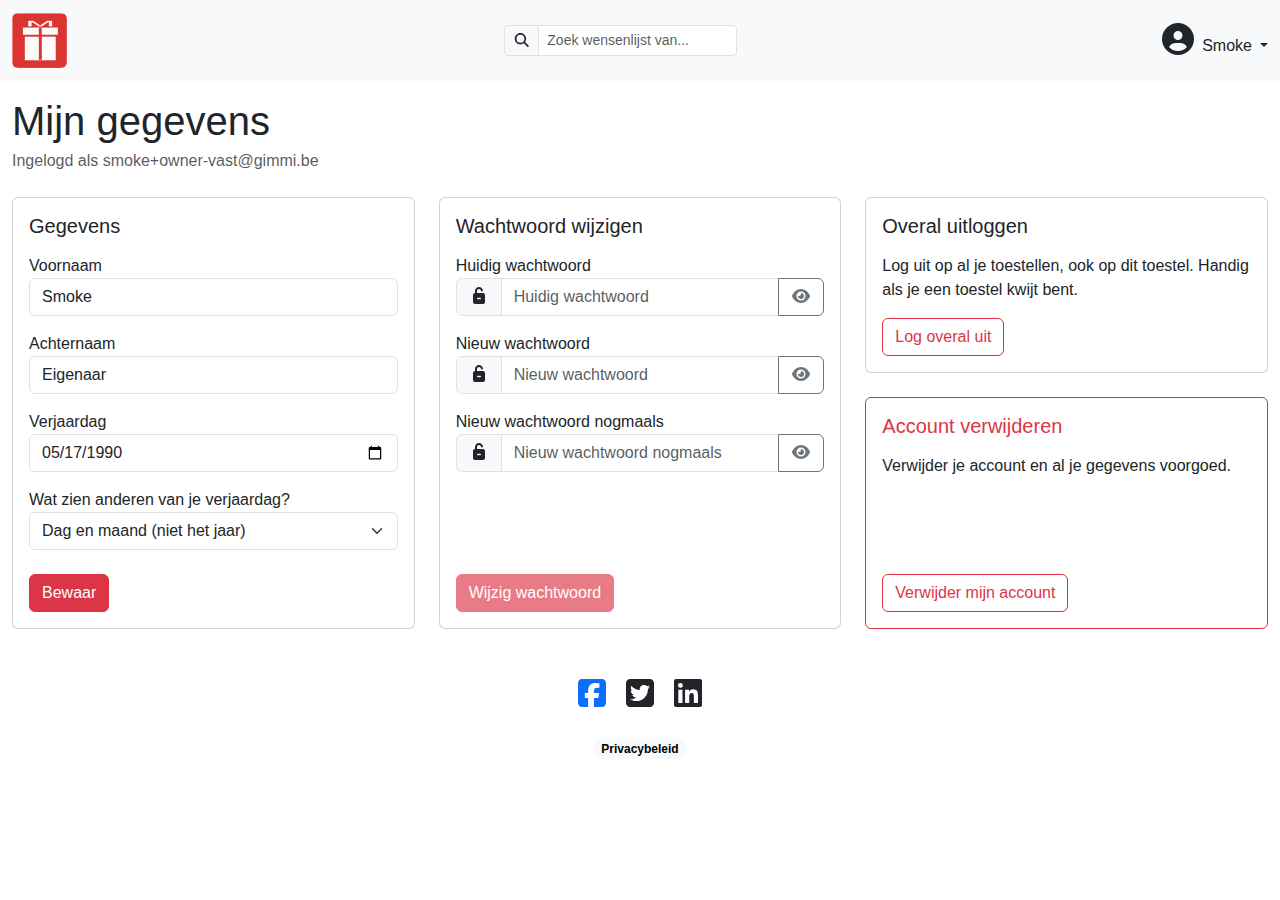 Zoek wensenlijst van...
Smoke
Mijn gegevens
Ingelogd als smoke+owner-vast@gimmi.be
Gegevens
Voornaam
Smoke
Achternaam
Eigenaar
Verjaardag
05/17/1990
Wat zien anderen van je verjaardag?
Dag en maand (niet het jaar)
Bewaar
Wachtwoord wijzigen
Huidig wachtwoord
Huidig wachtwoord
Nieuw wachtwoord
Nieuw wachtwoord
Nieuw wachtwoord nogmaals
Nieuw wachtwoord nogmaals
Wijzig wachtwoord
Overal uitloggen
Log uit op al je toestellen, ook op dit toestel. Handig
als je een toestel kwijt bent.
Log overal uit
Account verwijderen
Verwijder je account en al je gegevens voorgoed.
Verwijder mijn account
Privacybeleid